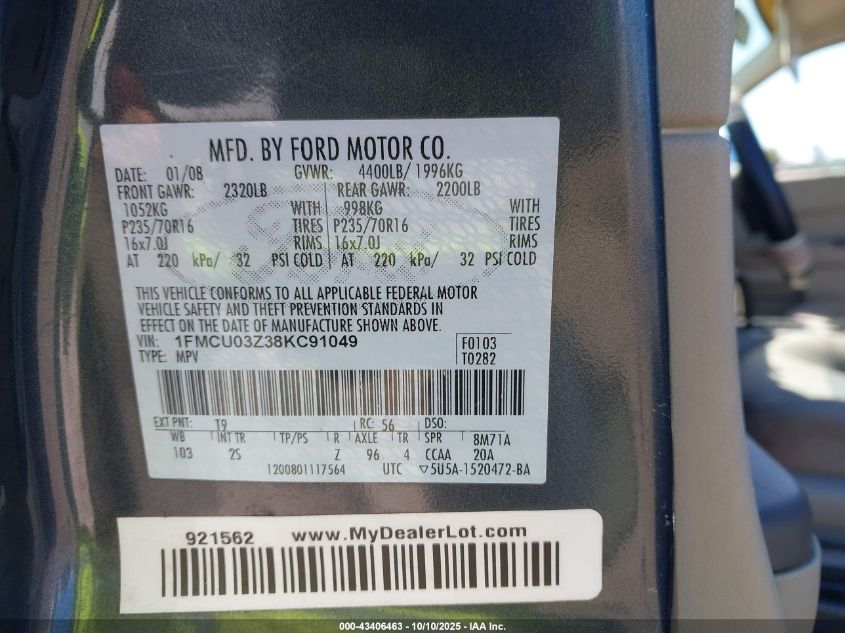 MFD. BY FORD MOTOR CO.
DATE: 01/08 GVWR: 4400LB/ 1996KG
FRONT GAWR: 2320LB REAR GAWR: 2200LB
1052KG WITH 998KG WITH
P235/70R16 TIRES P235/70R16 TIRES
16x7.0J RIMS 16x7.0J RIMS
AT 220 kPa/ 32 PSI COLD AT 220 kPa/ 32 PSI COLD
THIS VEHICLE CONFORMS TO ALL APPLICABLE FEDERAL MOTOR
VEHICLE SAFETY AND THEFT PREVENTION STANDARDS IN
EFFECT ON THE DATE OF MANUFACTURE SHOWN ABOVE.
VIN: 1FMCU03Z38KC91049 F0103
TYPE: MPV T0282
EXT PNT: T9 RC: 56 DSO:
WB INT TR TP/PS R AXLE TR SPR 8M71A
103 2S Z 96 4 CCAA 20A
1200801117564 UTC ▽5U5A-1520472-BA
921562 www.MyDealerLot.com
000-43406463 - 10/10/2025 - IAA Inc.